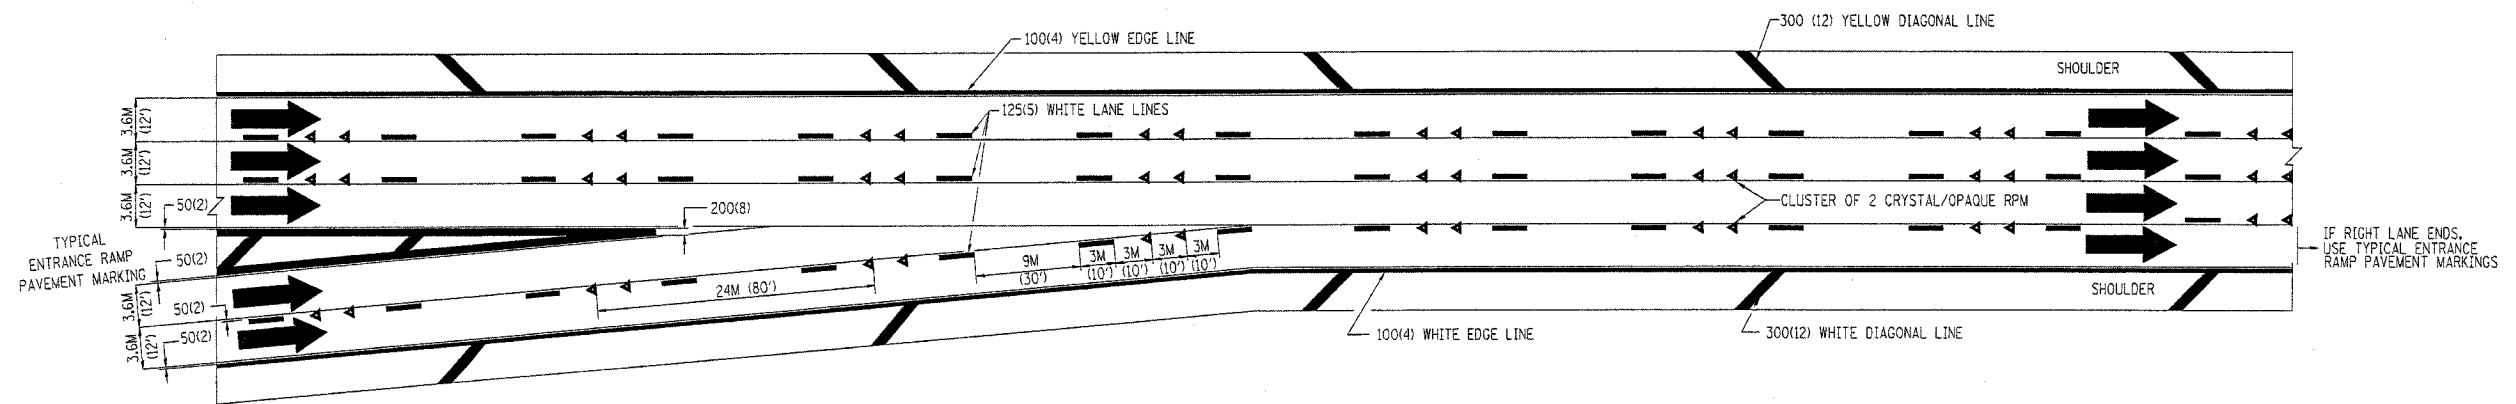 300 (12) YELLOW DIAGONAL LINE
100(4) YELLOW EDGE LINE
SHOULDER
125(5) WHITE LANE LINES
3.6M
(12')
3.6M
(12')
3.6M
(12')
50(2)
200(8)
CLUSTER OF 2 CRYSTAL/OPAQUE RPM
TYPICAL
ENTRANCE RAMP
PAVEMENT MARKING
50(2)
9M
(30')
3M
(10')
3M
(10')
3M
(10')
3M
(10')
24M (80')
IF RIGHT LANE ENDS,
USE TYPICAL ENTRANCE
RAMP PAVEMENT MARKINGS
3.6M
(12')
50(2)
3.6M
(12')
50(2)
SHOULDER
100(4) WHITE EDGE LINE
300(12) WHITE DIAGONAL LINE